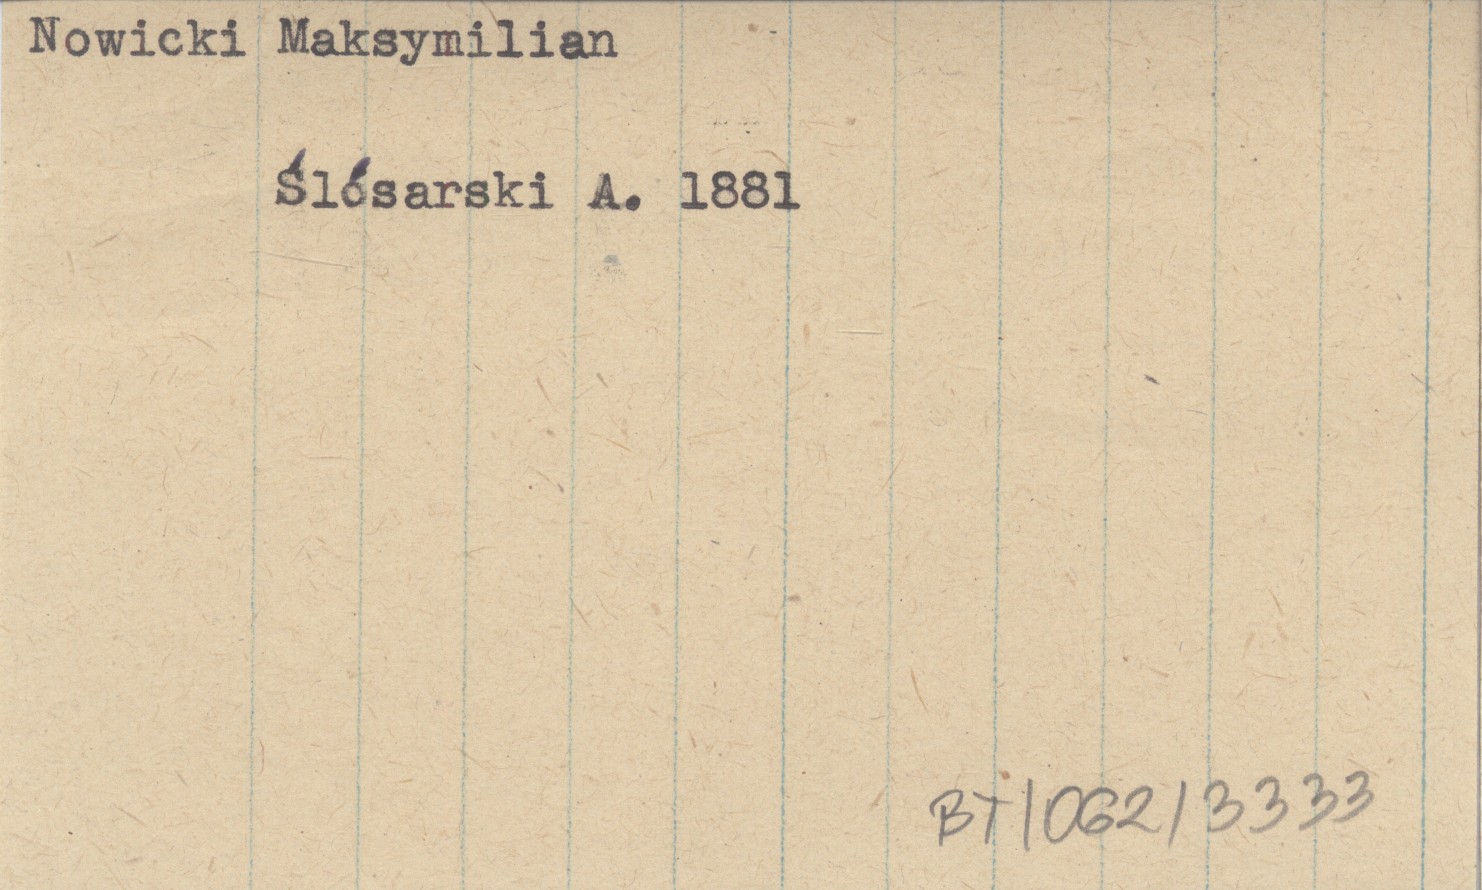 Nowicki Maksymilian
Ślósarski A. 1881
BT/062/3333